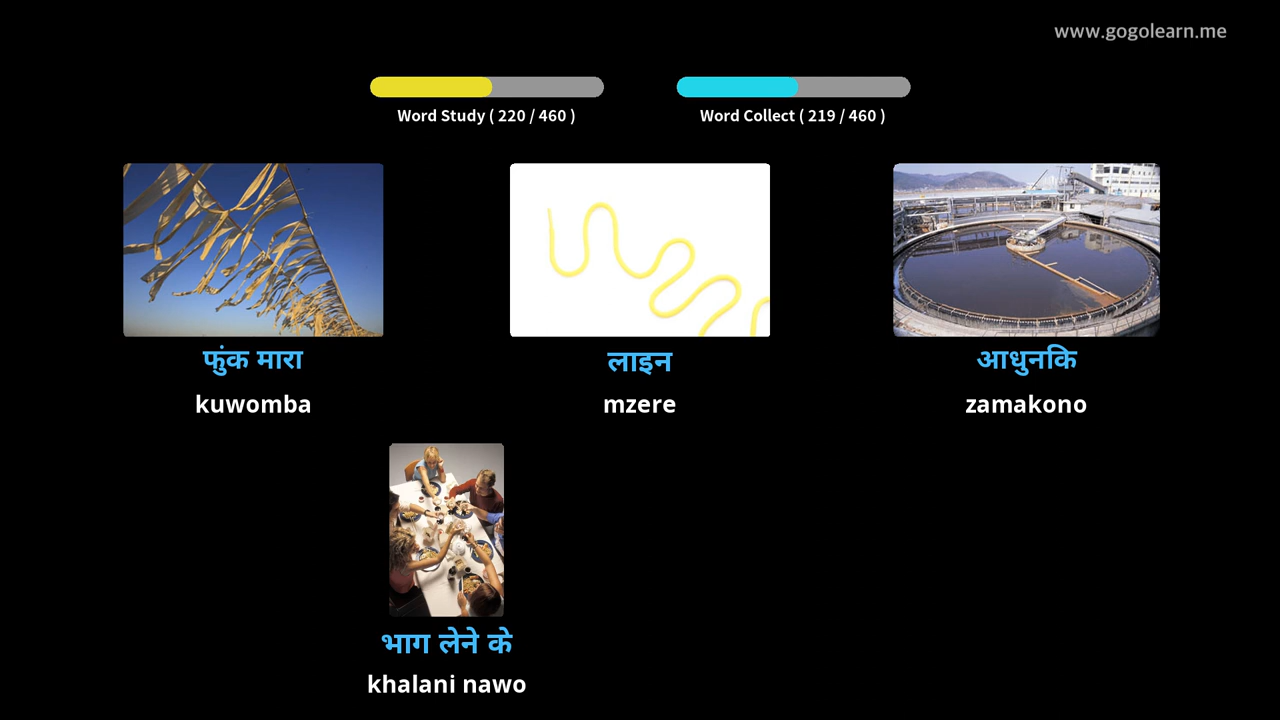 www.gogolearn.me
Word Study ( 220 / 460 )
Word Collect ( 219 / 460 )
फुंक मारा
लाइन
आधुनकि
kuwomba
mzere
zamakono
भाग लेने के
khalani nawo